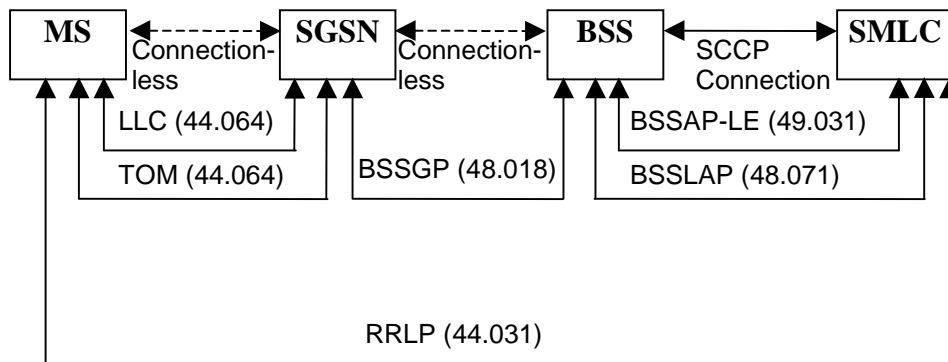 MS
SGSN
BSS
SMLC
Connection-
less
Connection-
less
SCCP
Connection
LLC (44.064)
BSSAP-LE (49.031)
TOM (44.064)
BSSGP (48.018)
BSSLAP (48.071)
RRLP (44.031)